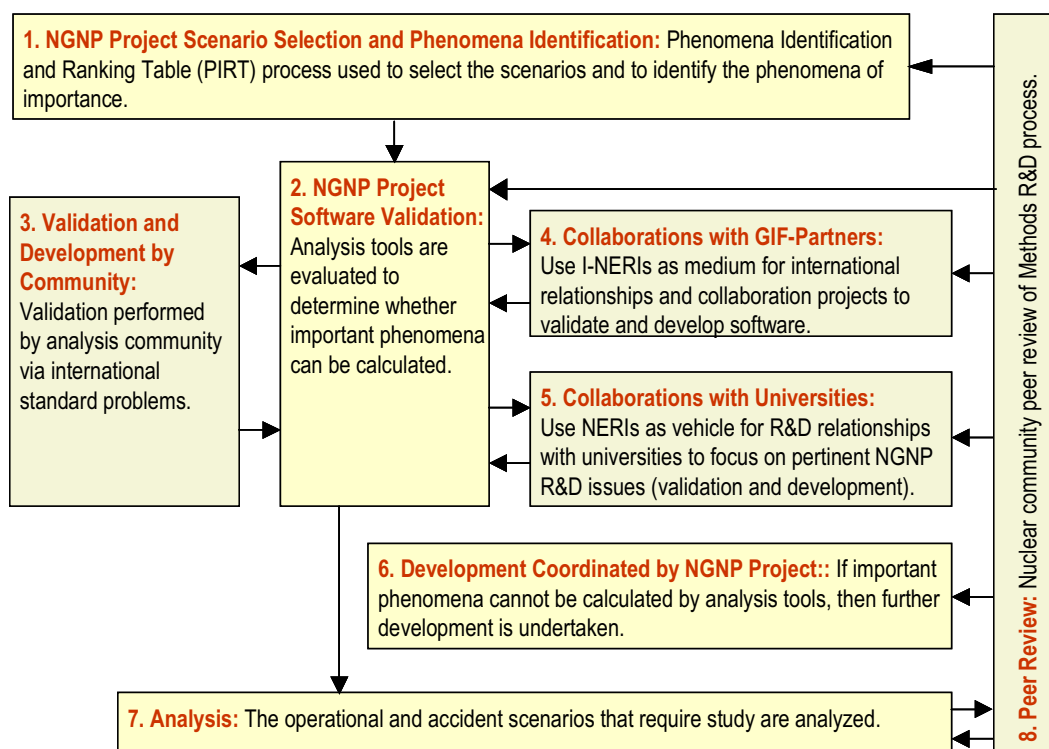 1. NGNP Project Scenario Selection and Phenomena Identification: Phenomena Identification
and Ranking Table (PIRT) process used to select the scenarios and to identify the phenomena of
importance.
2. NGNP Project
Software Validation:
Analysis tools are
evaluated to
determine whether
important phenomena
can be calculated.
3. Validation and
Development by
Community:
Validation performed
by analysis community
via international
standard problems.
4. Collaborations with GIF-Partners:
Use I-NERIs as medium for international
relationships and collaboration projects to
validate and develop software.
5. Collaborations with Universities:
Use NERIs as vehicle for R&D relationships
with universities to focus on pertinent NGNP
R&D issues (validation and development).
6. Development Coordinated by NGNP Project:: If important
phenomena cannot be calculated by analysis tools, then further
development is undertaken.
7. Analysis: The operational and accident scenarios that require study are analyzed.
8. Peer Review: Nuclear community peer review of Methods R&D process.